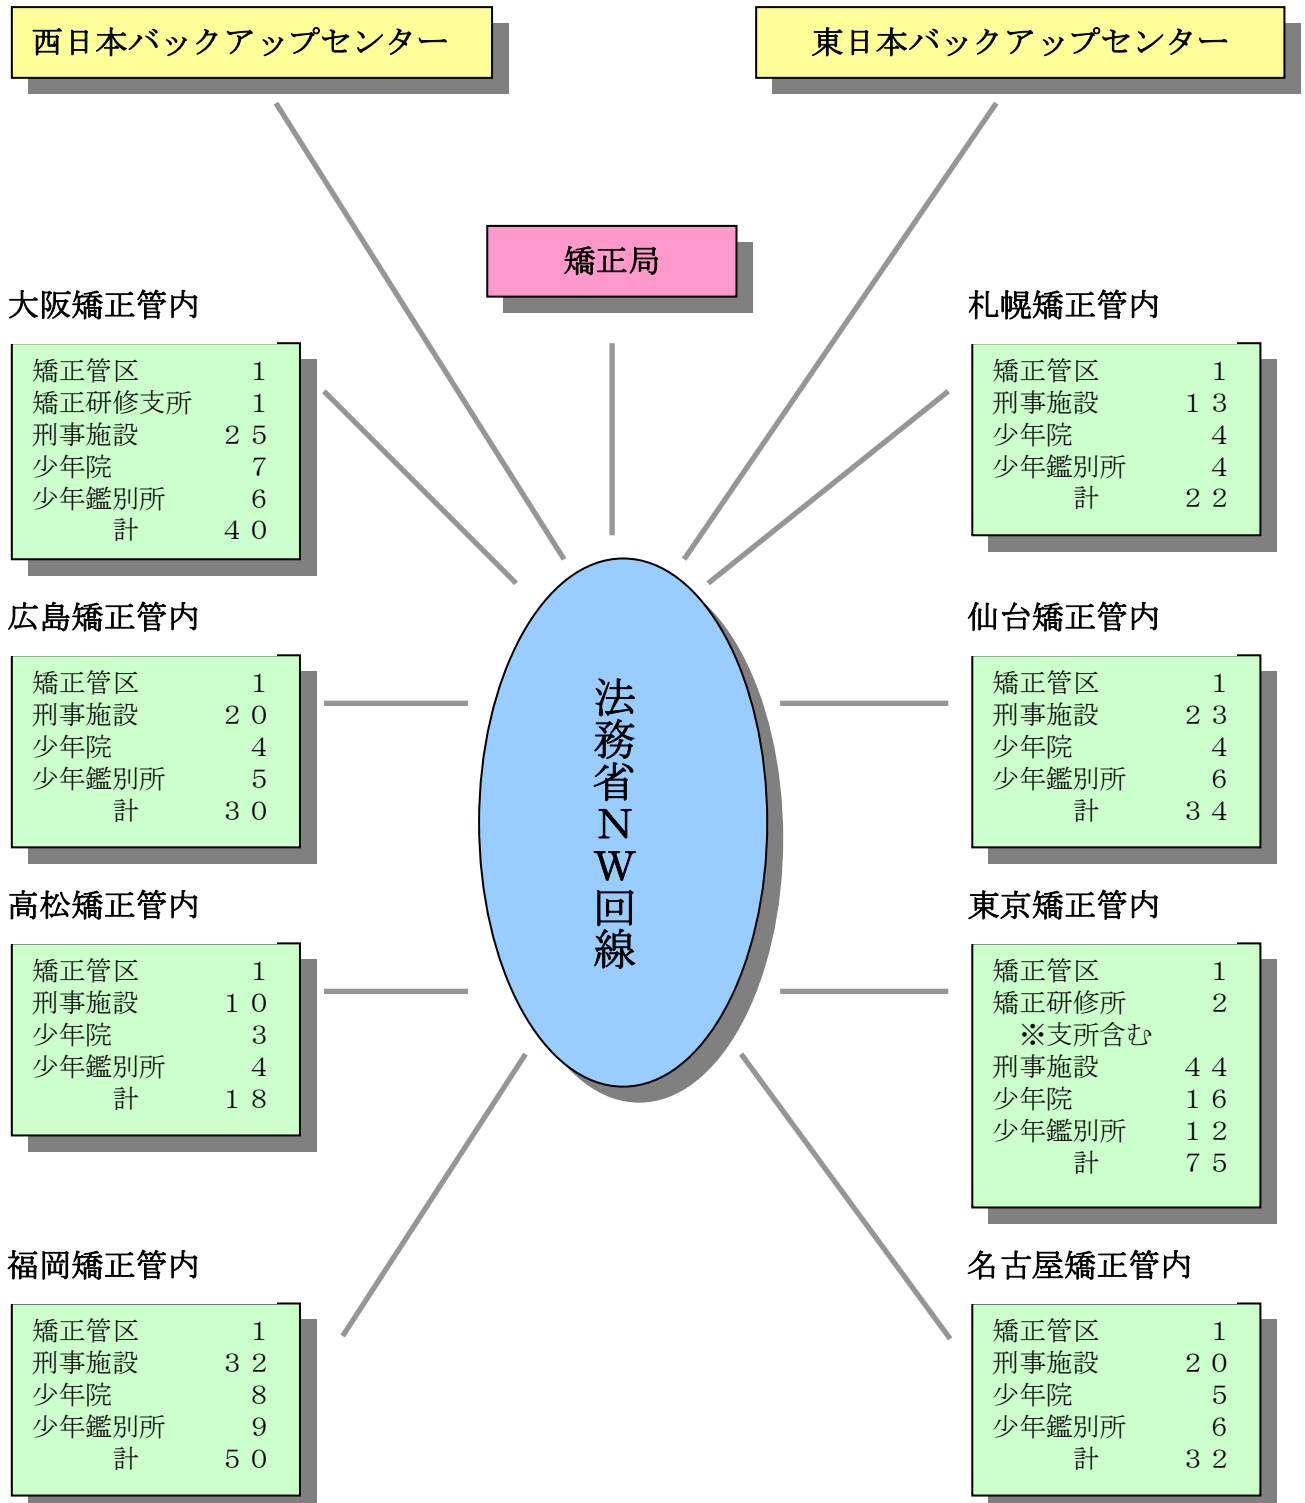 西日本バックアップセンター
東日本バックアップセンター
矯正局
大阪矯正管内
矯正管区 １
矯正研修支所 １
刑事施設 ２５
少年院 ７
少年鑑別所 ６
計 ４０
広島矯正管内
矯正管区 １
刑事施設 ２０
少年院 ４
少年鑑別所 ５
計 ３０
高松矯正管内
矯正管区 １
刑事施設 １０
少年院 ３
少年鑑別所 ４
計 １８
福岡矯正管内
矯正管区 １
刑事施設 ３２
少年院 ８
少年鑑別所 ９
計 ５０
法務省ＮＷ回線
札幌矯正管内
矯正管区 １
刑事施設 １３
少年院 ４
少年鑑別所 ４
計 ２２
仙台矯正管内
矯正管区 １
刑事施設 ２３
少年院 ４
少年鑑別所 ６
計 ３４
東京矯正管内
矯正管区 １
矯正研修所 ２
※支所含む
刑事施設 ４４
少年院 １６
少年鑑別所 １２
計 ７５
名古屋矯正管内
矯正管区 １
刑事施設 ２０
少年院 ５
少年鑑別所 ６
計 ３２